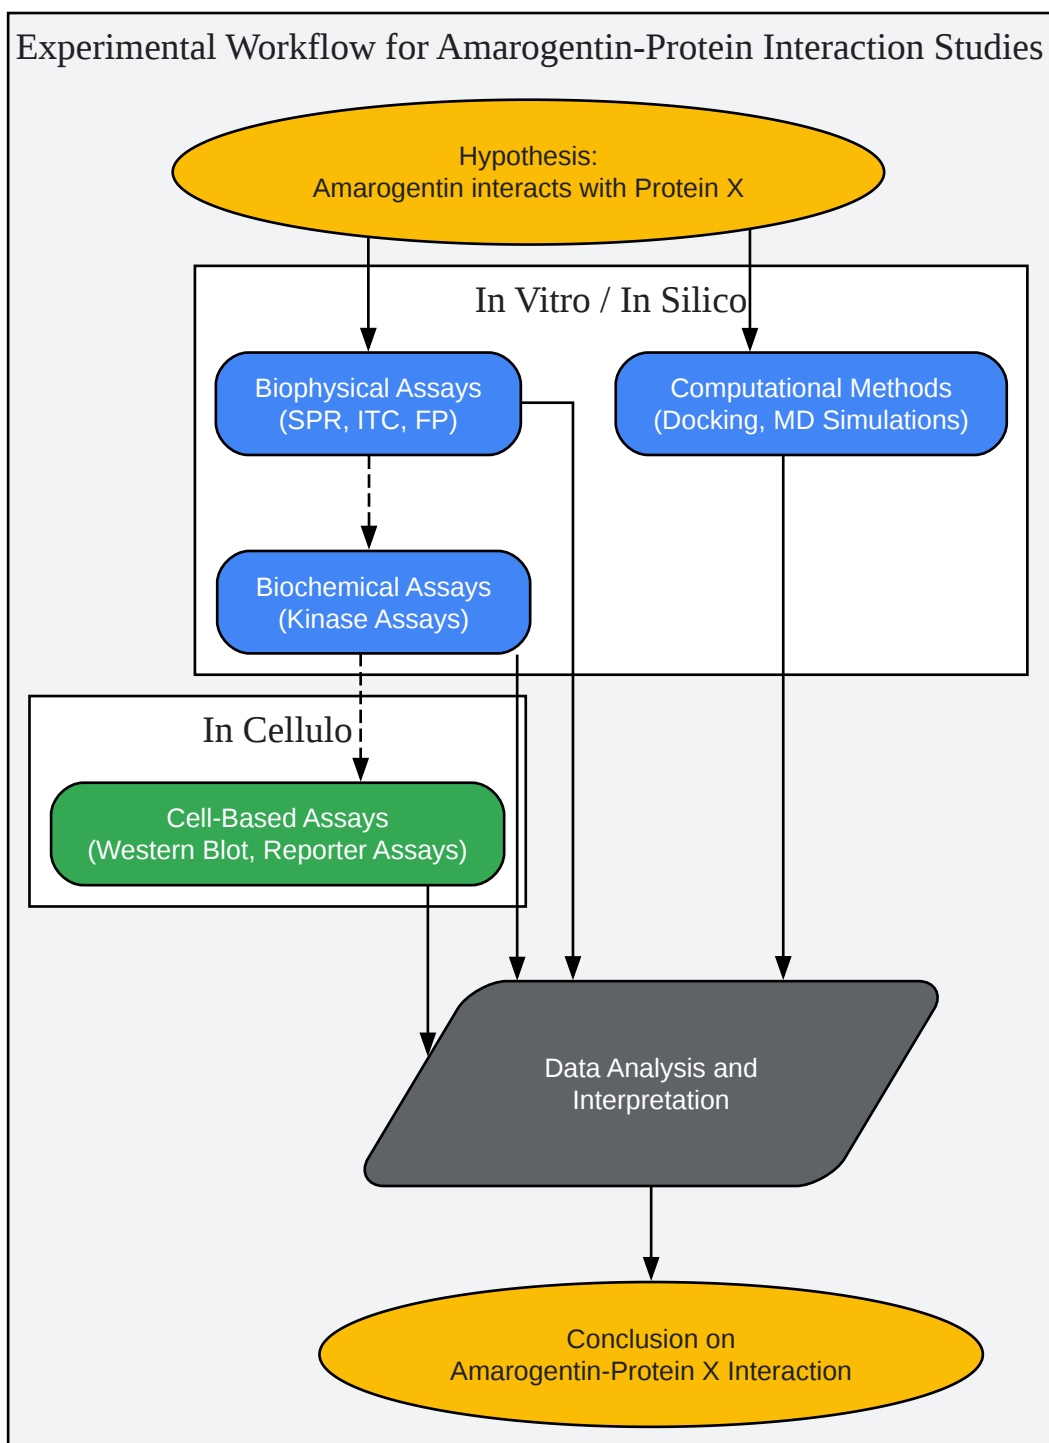 Experimental Workflow for Amarogentin-Protein Interaction Studies
Hypothesis:
Amarogentin interacts with Protein X
In Vitro / In Silico
Biophysical Assays
(SPR, ITC, FP)
Computational Methods
(Docking, MD Simulations)
Biochemical Assays
(Kinase Assays)
In Cellulo
Cell-Based Assays
(Western Blot, Reporter Assays)
Data Analysis and
Interpretation
Conclusion on
Amarogentin-Protein X Interaction